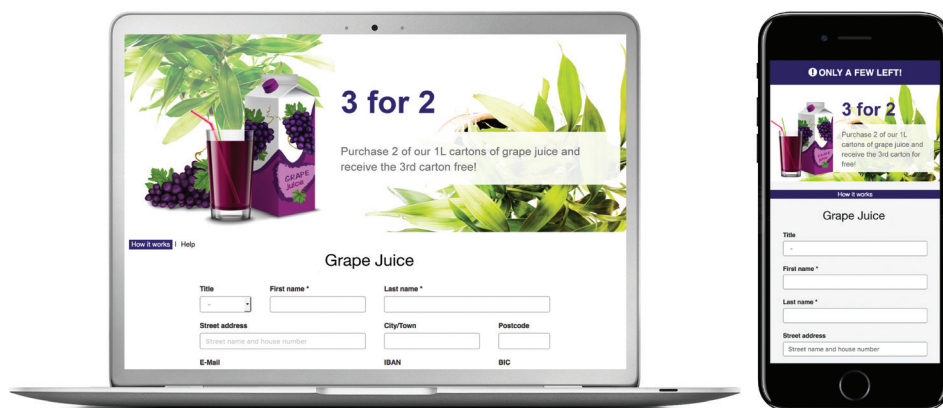 3 for 2
Purchase 2 of our 1L cartons of grape juice and
receive the 3rd carton free!
GRAPE
Juice
How it works | Help
Grape Juice
Title First name * Last name *
-
Street address City/Town Postcode
Street name and house number
E-Mail IBAN BIC
ONLY A FEW LEFT!
3 for 2
Purchase 2 of our 1L
cartons of grape juice and
receive the 3rd carton for
free!
GRAPE
Juice
How it works
Grape Juice
Title
-
First name *
Last name *
Street address
Street name and house number